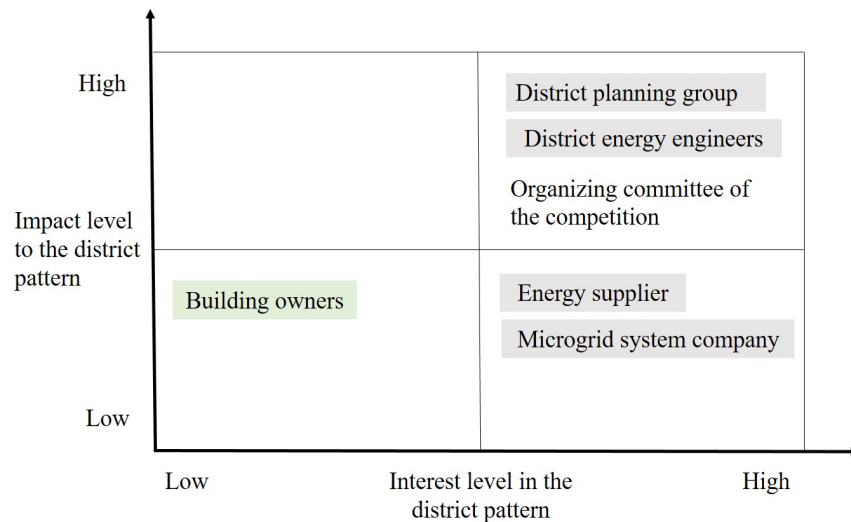 High
District planning group
District energy engineers
Organizing committee of
the competition
Impact level
to the district
pattern
Building owners
Energy supplier
Microgrid system company
Low
Low
Interest level in the
district pattern
High